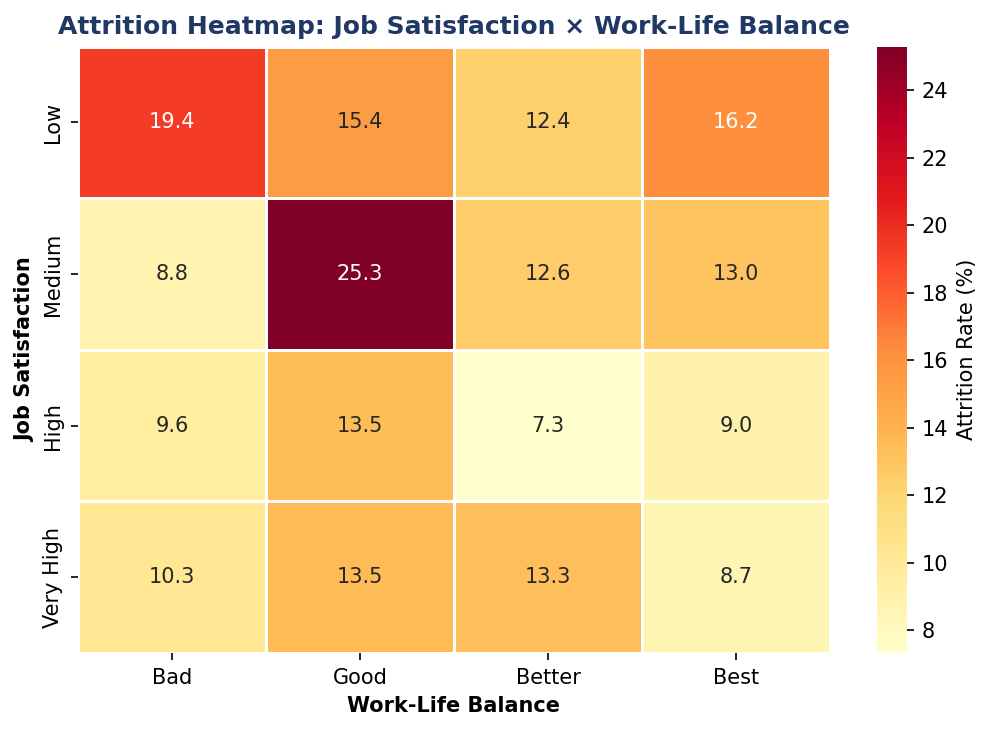 Attrition Heatmap: Job Satisfaction × Work-Life Balance
Job Satisfaction
Low
19.4
15.4
12.4
16.2
Medium
8.8
25.3
12.6
13.0
High
9.6
13.5
7.3
9.0
Very High
10.3
13.5
13.3
8.7
Bad
Good
Better
Best
Work-Life Balance
24
22
20
18
16
14
12
10
8
Attrition Rate (%)